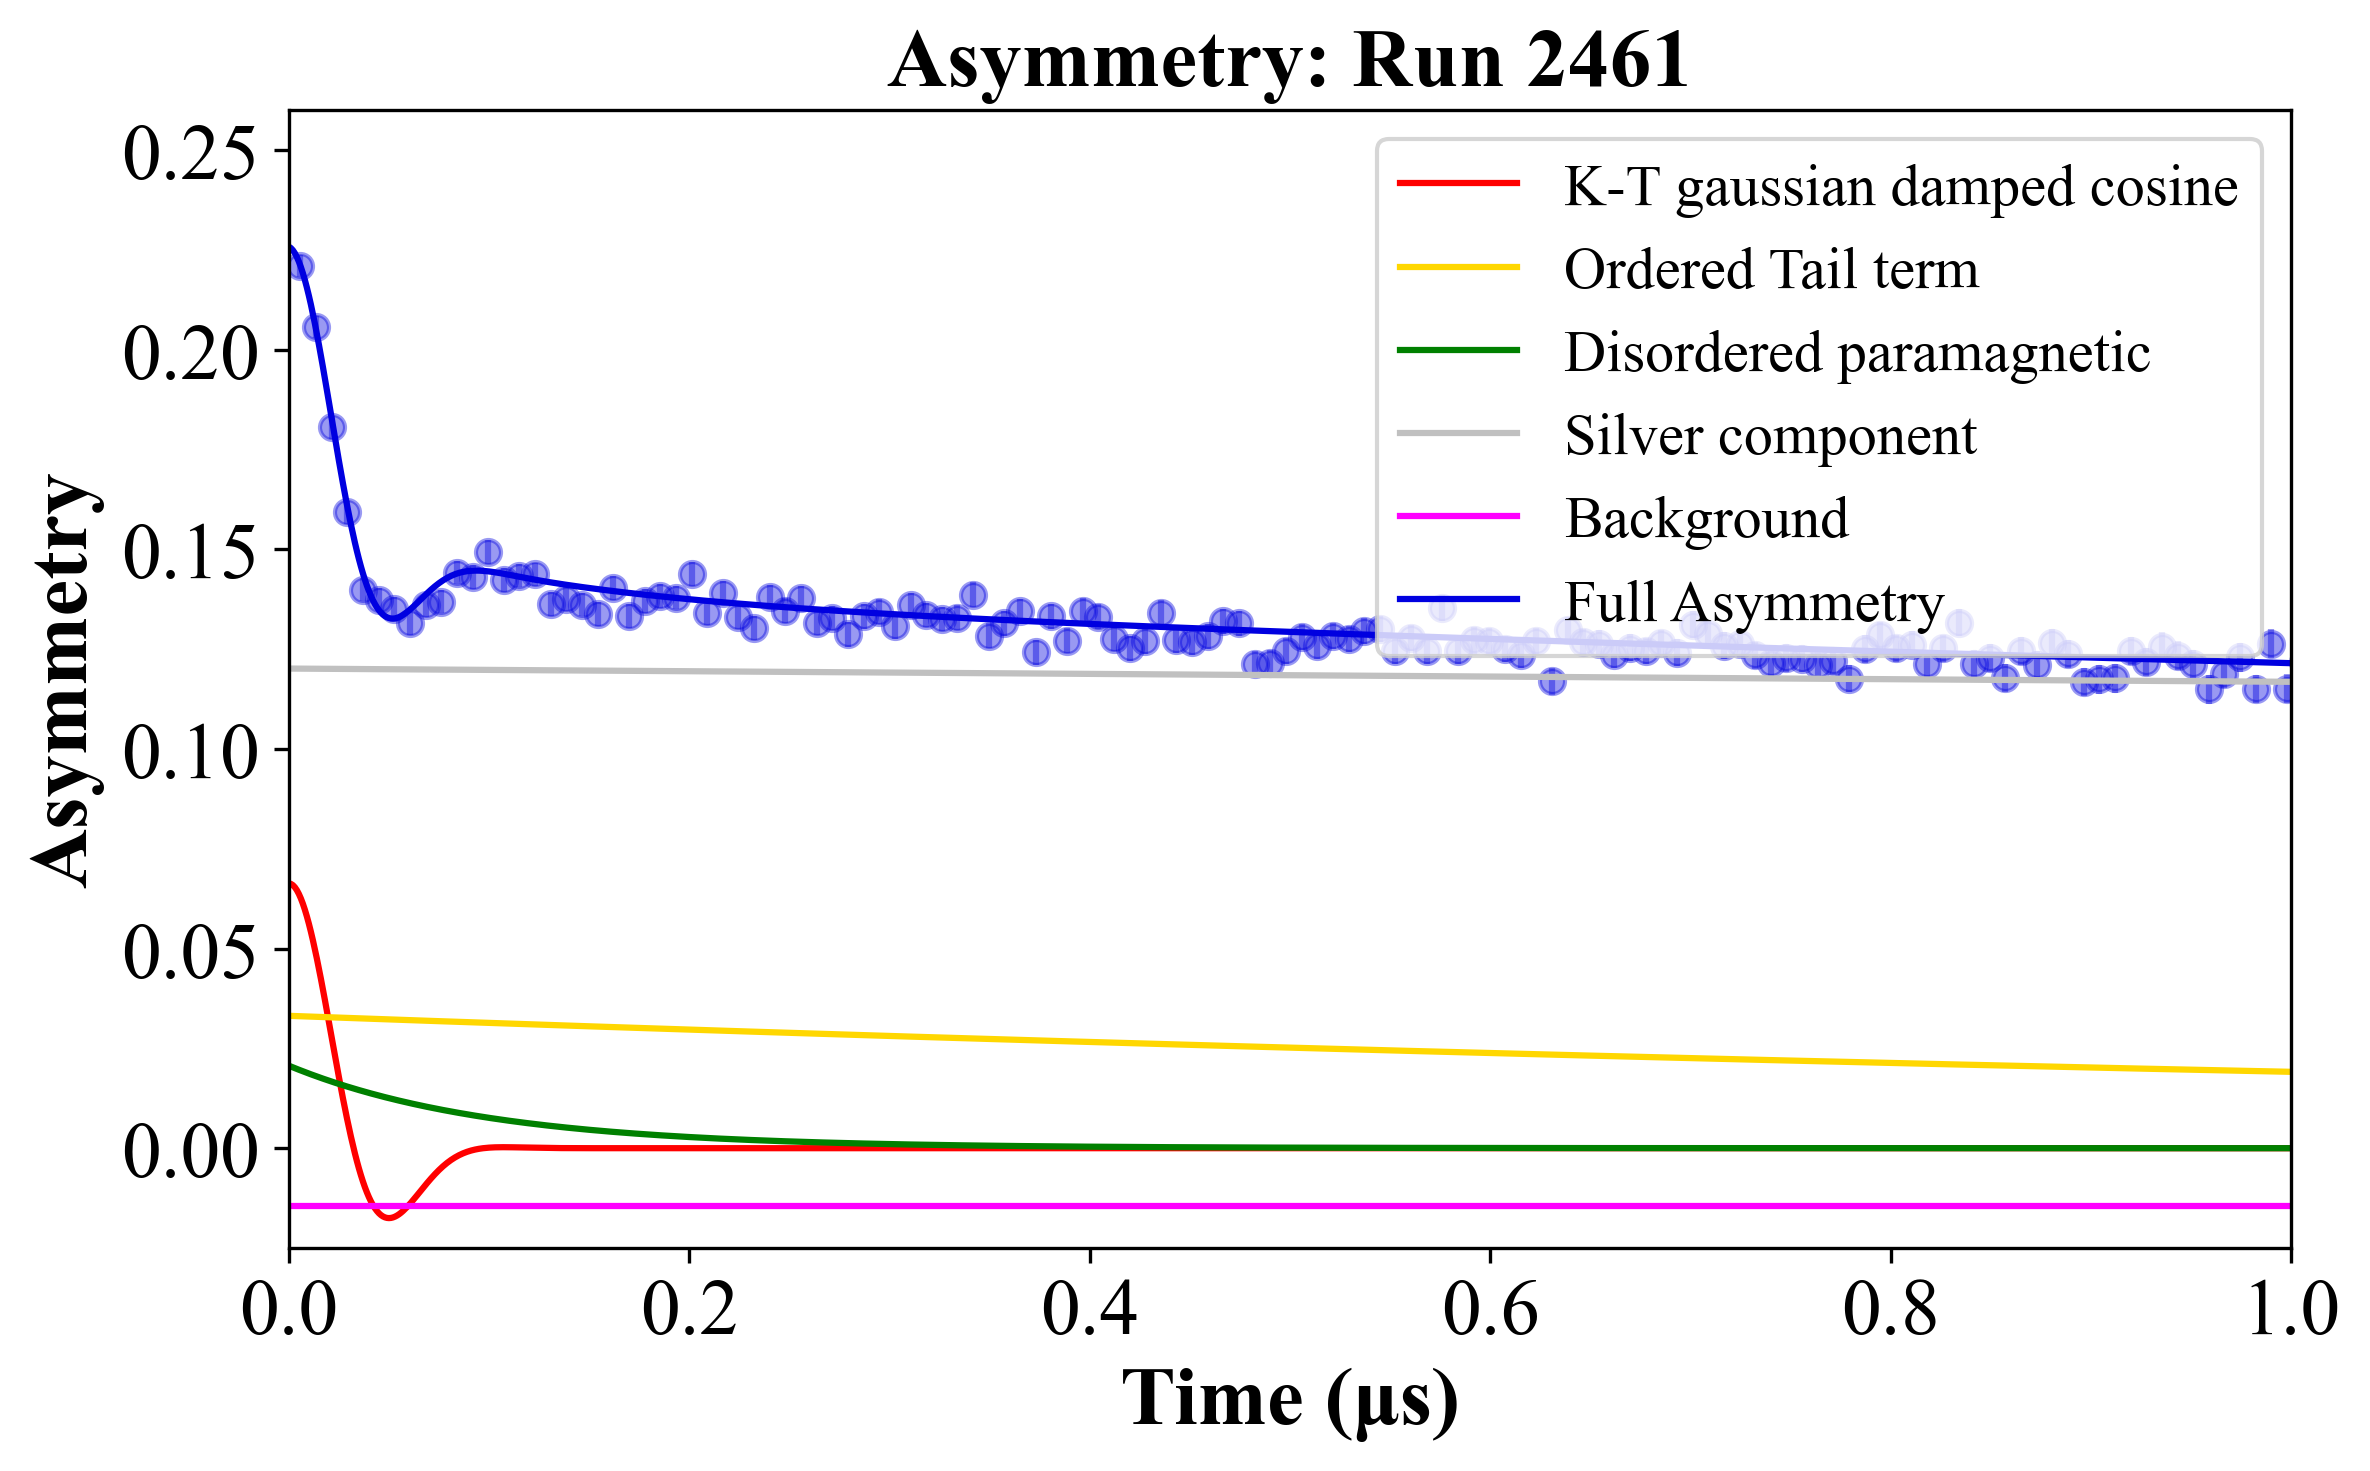 Asymmetry: Run 2461
0.25
0.20
0.15
0.10
0.05
0.00
Asymmetry
K-T gaussian damped cosine
Ordered Tail term
Disordered paramagnetic
Silver component
Background
Full Asymmetry
0.0 0.2 0.4 0.6 0.8 1.0
Time (μs)